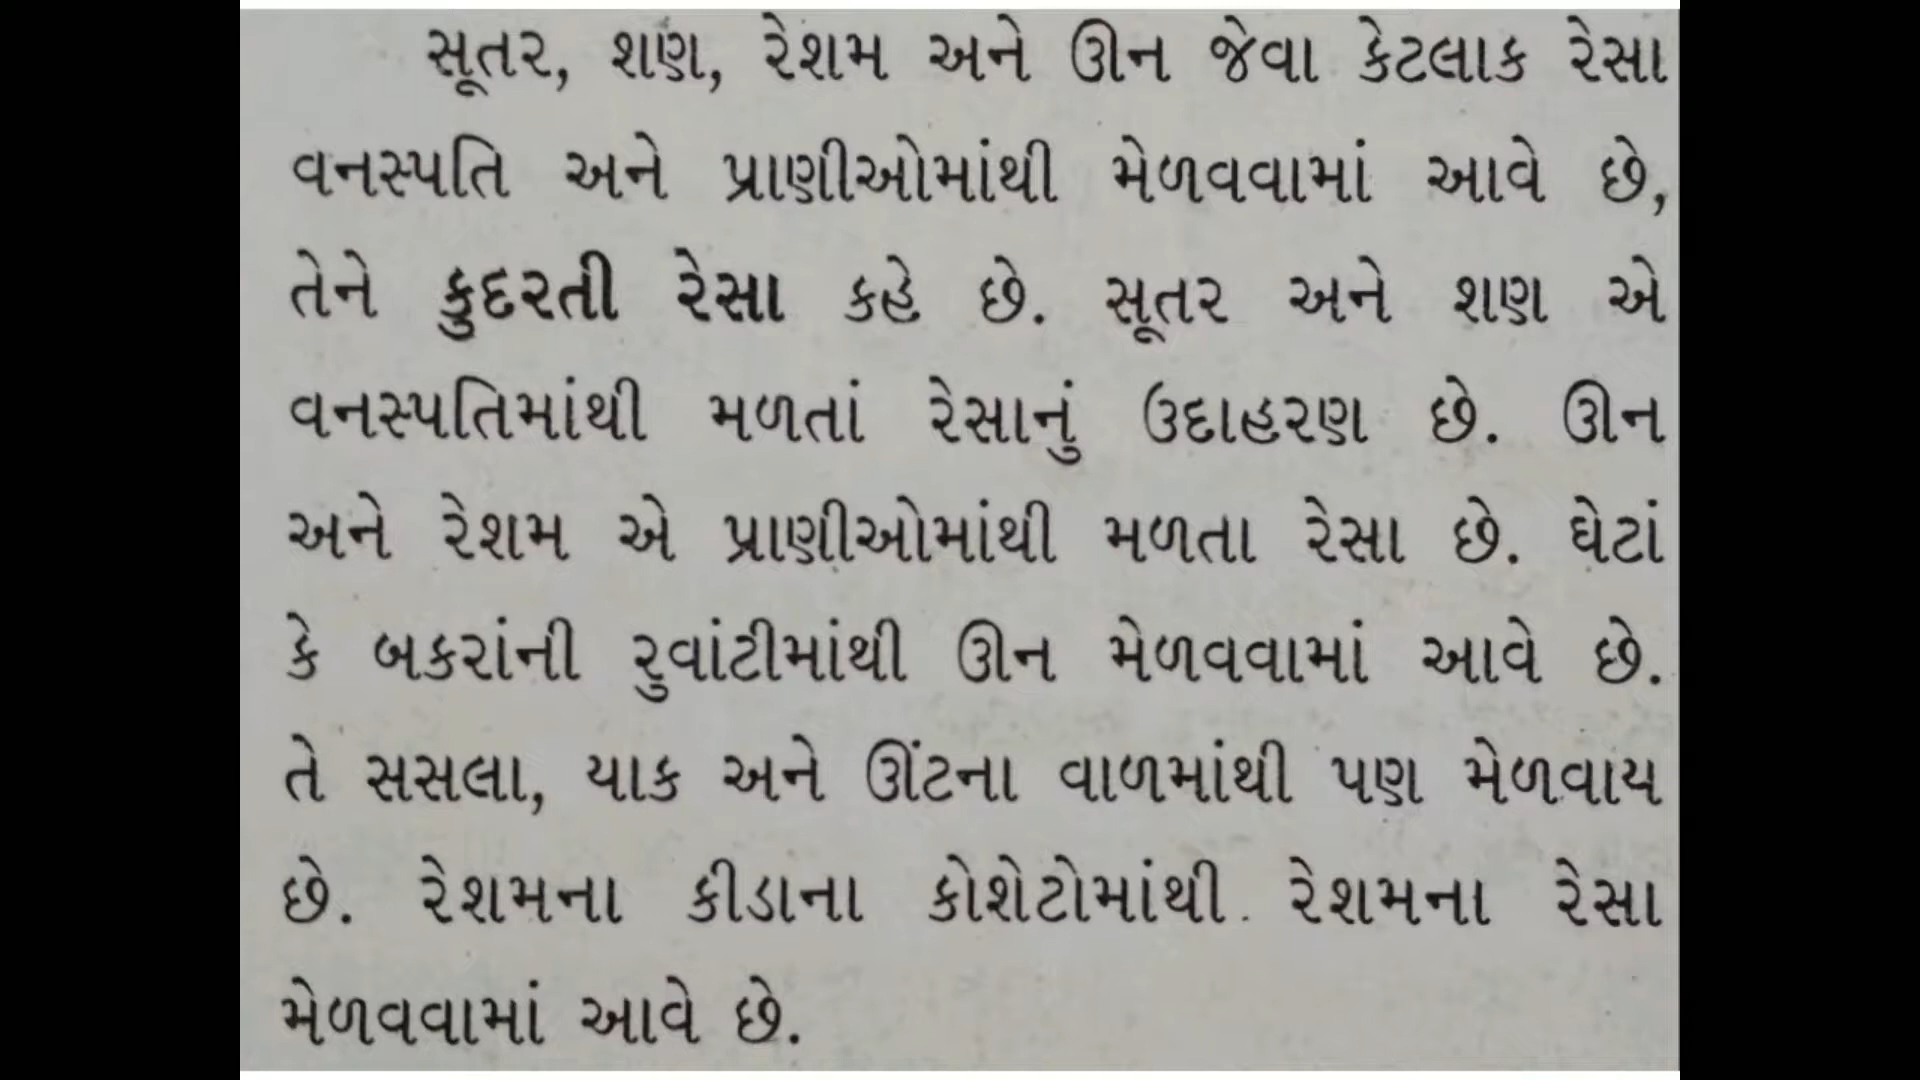 સૂતર, શણ, રેશમ અને ઊન જેવા કેટલાક રેસા
વનસ્પતિ અને પ્રાણીઓમાંથી મેળવવામાં આવે છે,
તેને કુદરતી રેસા કહે છે. સૂતર અને શણ એ
વનસ્પતિમાંથી મળતાં રેસાનું ઉદાહરણ છે. ઊન
અને રેશમ એ પ્રાણીઓમાંથી મળતા રેસા છે. ઘેટાં
કે બકરાંની રુવાંટીમાંથી ઊન મેળવવામાં આવે છે.
તે સસલા, યાક અને ઊંટના વાળમાંથી પણ મેળવાય
છે. રેશમના કીડાના કોશેટોમાંથી રેશમના રેસા
મેળવવામાં આવે છે.